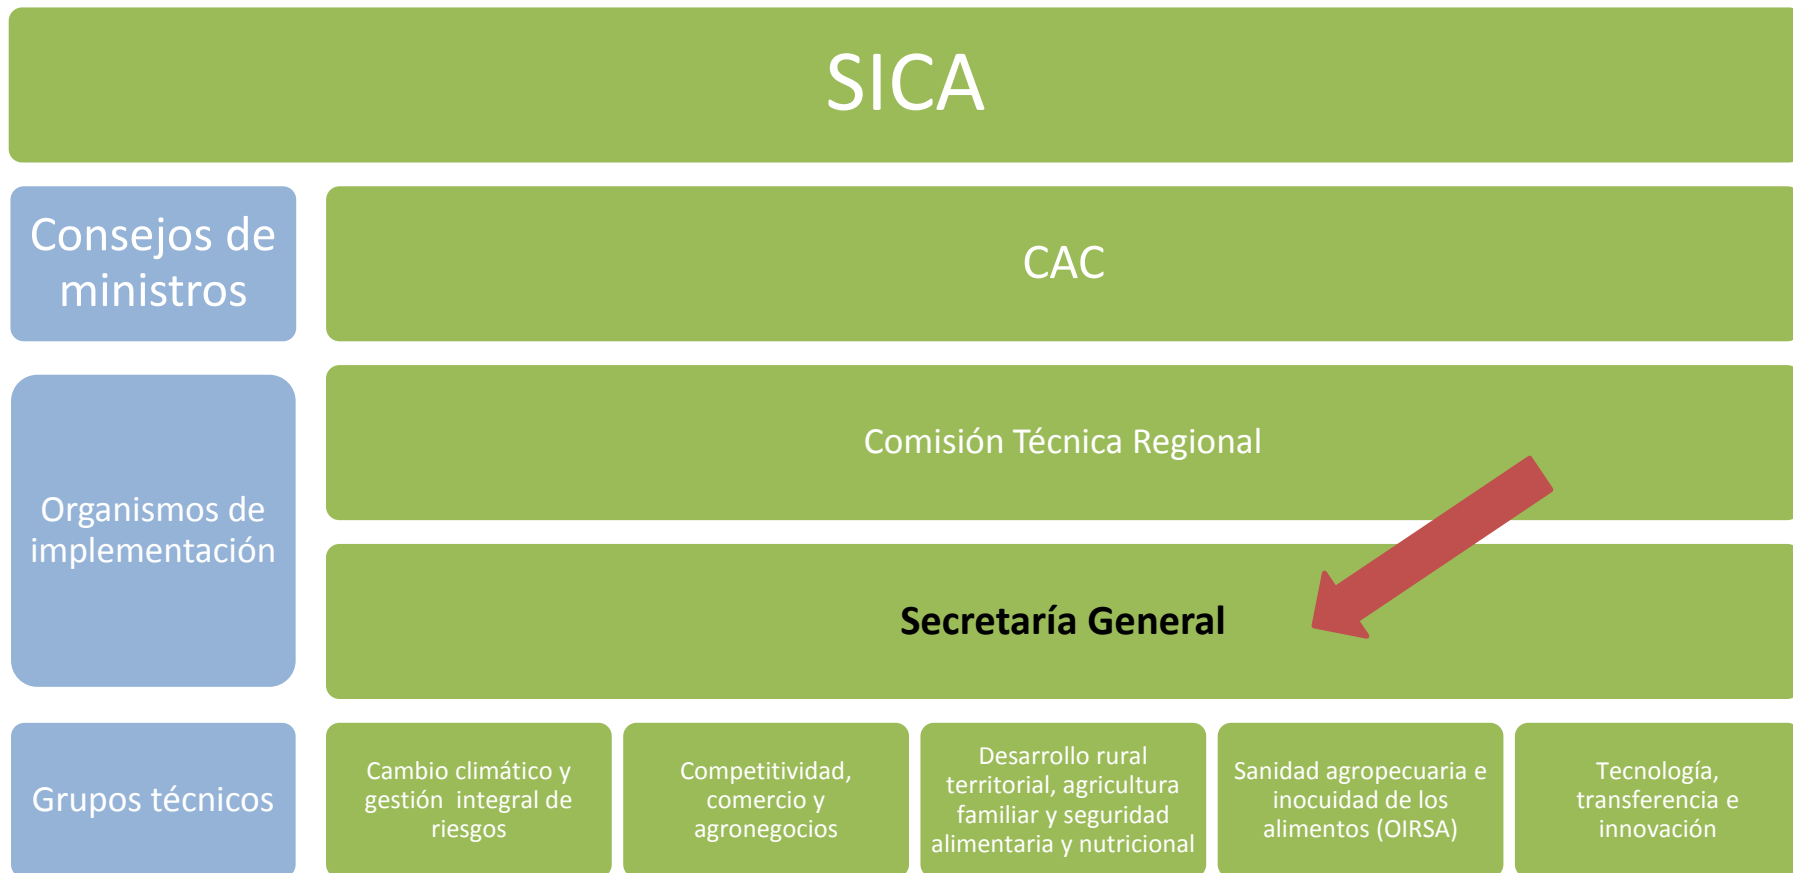 SICA
Consejos de
ministros
CAC
Organismos de
implementación
Comisión Técnica Regional
Secretaría General
Grupos técnicos
Cambio climático y
gestión integral de
riesgos
Competitividad,
comercio y
agronegocios
Desarrollo rural
territorial, agricultura
familiar y seguridad
alimentaria y nutricional
Sanidad agropecuaria e
inocuidad de los
alimentos (OIRSA)
Tecnología,
transferencia e
innovación